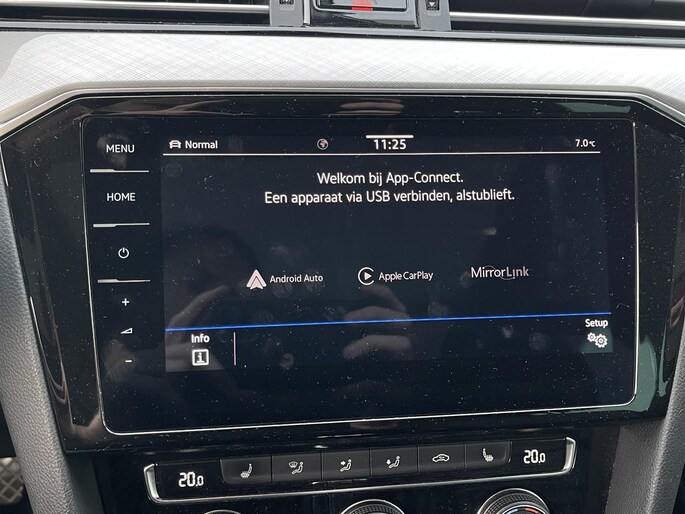 MENU
Normal
11:25
7.0°C
HOME
Welkom bij App-Connect.
Een apparaat via USB verbinden, alstublieft.
Android Auto
Apple CarPlay
MirrorLink
+
-
Info
Setup
20.0
20.0